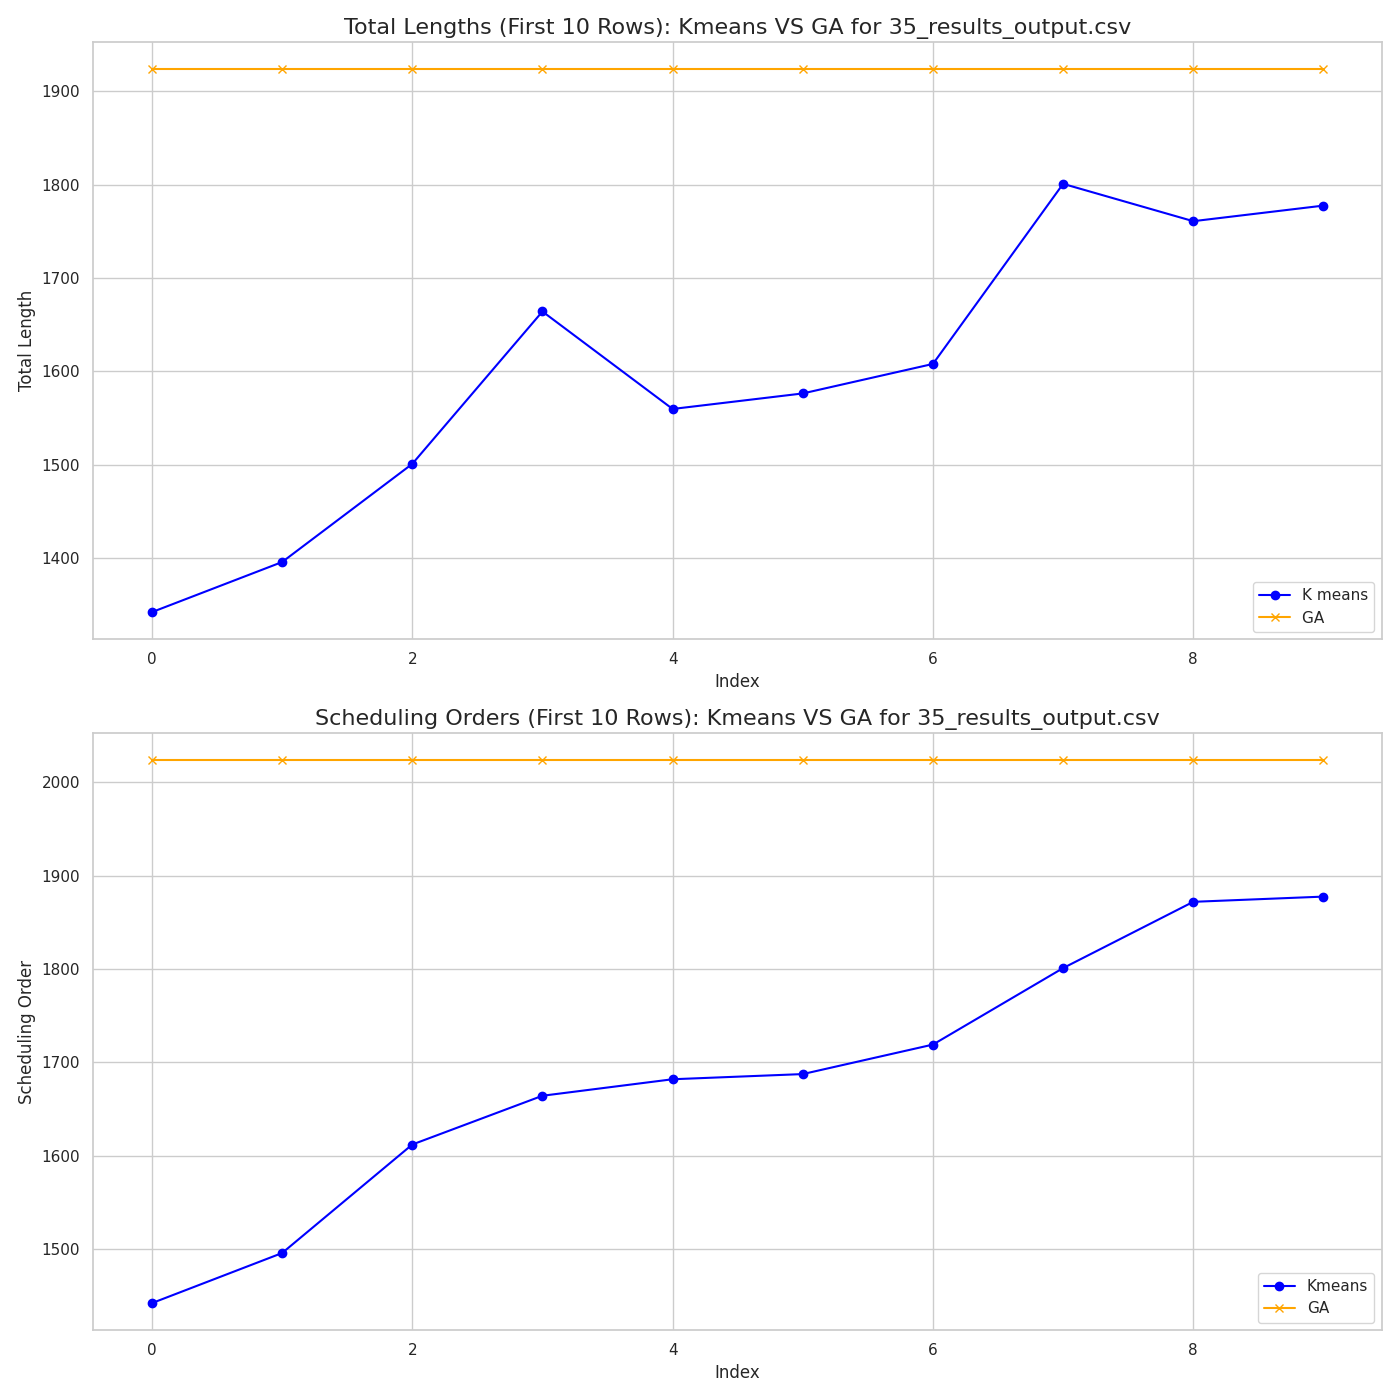 Total Lengths (First 10 Rows): Kmeans VS GA for 35_results_output.csv
1900
1800
1700
1600
1500
1400
Total Length
K means
GA
0 2 4 6 8
Index
Scheduling Orders (First 10 Rows): Kmeans VS GA for 35_results_output.csv
2000
1900
1800
1700
1600
1500
Scheduling Order
Kmeans
GA
0 2 4 6 8
Index